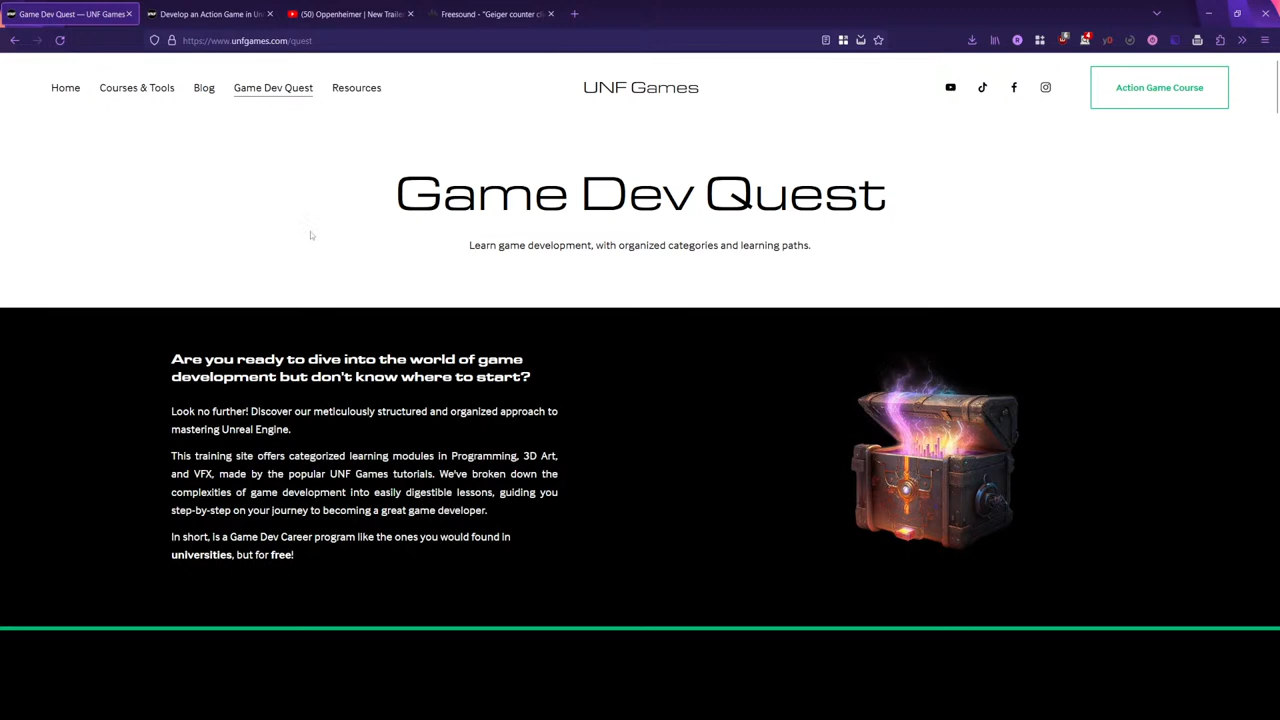 Game Dev Quest — UNF Games
Develop an Action Game in Un
(50) Oppenheimer | New Traile
Freesound - "Geiger counter cl
https://www.unfgames.com/quest
Home
Courses & Tools
Blog
Game Dev Quest
Resources
UNF Games
Action Game Course
Game Dev Quest
Learn game development, with organized categories and learning paths.
Are you ready to dive into the world of game
development but don't know where to start?
Look no further! Discover our meticulously structured and organized approach to
mastering Unreal Engine.
This training site offers categorized learning modules in Programming, 3D Art,
and VFX, made by the popular UNF Games tutorials. We've broken down the
complexities of game development into easily digestible lessons, guiding you
step-by-step on your journey to becoming a great game developer.
In short, is a Game Dev Career program like the ones you would found in
universities, but for free!